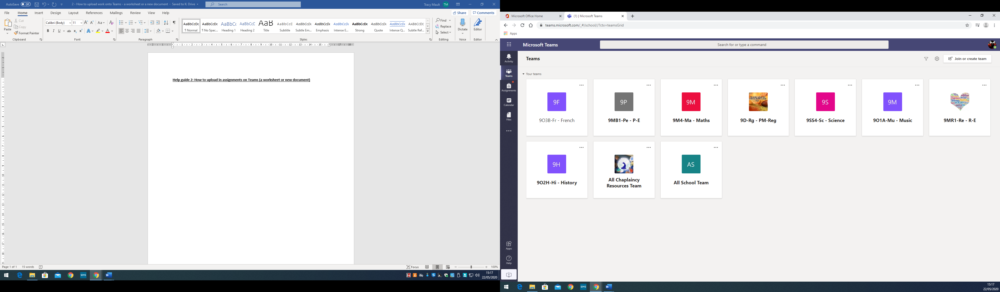 AutoSave Off 2 - How to upload work onto Teams - a worksheet or a new document - Saved to K: Drive Search Tracy Mault TM
File Home Insert Design Layout References Mailings Review View Help Share Comments
Paste Cut Copy Format Painter
Calibri (Body) 11 Aa
AaBbCcDc AaBbCcDc AaBbCc AaBbCcD AaB AaBbCcD AaBbCcDc AaBbCcDc AaBbCcDc AaBbCcDc AaBbCcDc AaBbCcDc AABBCCDD
¶ Normal ¶ No Spac... Heading 1 Heading 2 Title Subtitle Subtle Em... Emphasis Intense E... Strong Quote Intense Q... Subtle Ref...
Find Replace Select
Dictate Editor
Clipboard Font Paragraph Styles Editing Voice Editor
Help guide 2: How to upload in assignments on Teams (a worksheet or new document)
Page 1 of 1 15 words Focus 100%
SIMS 15:17
22/05/2020
Microsoft Office Home (1) | Microsoft Teams
teams.microsoft.com/_#/school//?ctx=teamsGrid
Apps
Microsoft Teams Search for or type a command
Activity
Teams
Assignments
Calendar
Files
Apps
Help
Teams Join or create team
Your teams
9F 9P 9M 9S 9M
9O3B-Fr - French 9MB1-Pe - P-E 9M4-Ma - Maths 9D-Rg - PM-Reg 9SS4-Sc - Science 9O1A-Mu - Music 9MR1-Re - R-E
9H AS
9O2H-Hi - History All Chaplaincy Resources Team All School Team
SIMS 15:17
22/05/2020